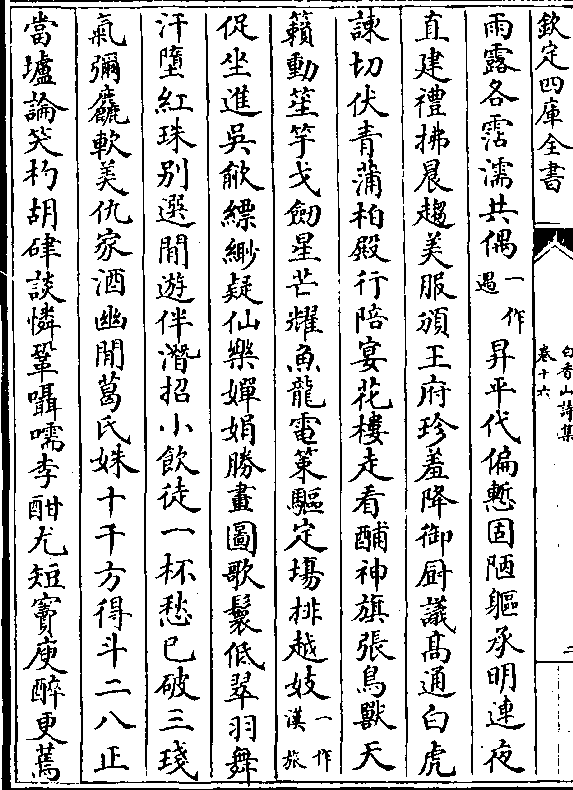 欽定四庫全書
白香山詩集
卷十六
二
雨露各霑濡共偶一作遇昇平代偏慙固陋軀承明連夜
直建禮拂晨趨美服頒王府珍羞降御厨議髙通白虎
諫切伏青蒲柏殿行陪宴花樓走看酺神旗張鳥獸天
籟動笙竽戈劒星芒耀魚龍電策驅定塲排越妓一作漢旅
促坐進吳歈縹緲疑仙樂嬋娟勝畫圖歌鬟低翠羽舞
汗墮紅珠别選閒遊伴潛招小飲徒一杯愁已破三琖
氣彌麤軟美仇家酒幽閒葛氏姝十千方得斗二八正
當壚論笑杓胡硉談憐鞏囁嚅李酣尤短竇庾醉更蔫